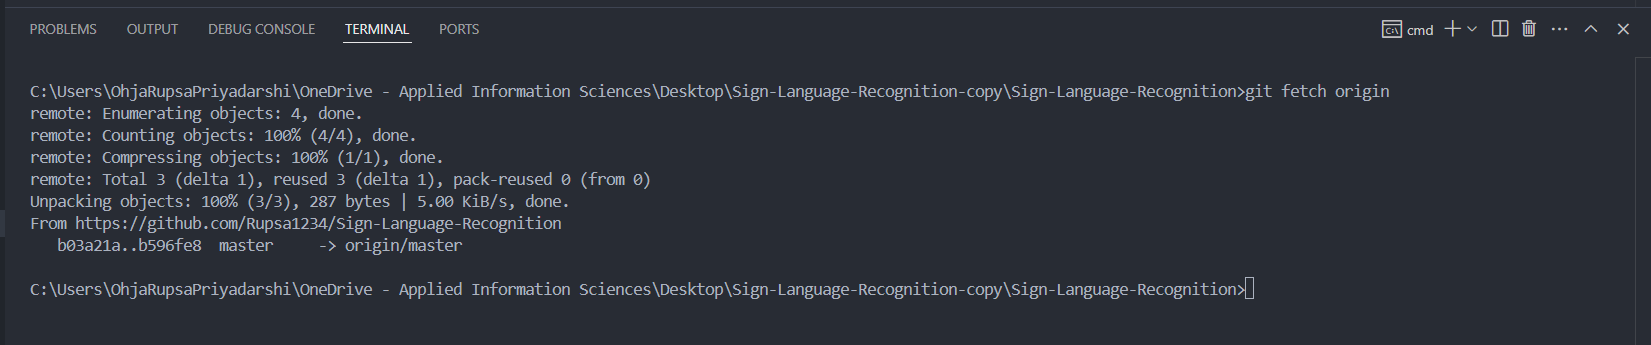 PROBLEMS OUTPUT DEBUG CONSOLE TERMINAL PORTS cmd
C:\Users\OhjaRupsaPriyadarshi\OneDrive - Applied Information Sciences\Desktop\Sign-Language-Recognition-copy\Sign-Language-Recognition>git fetch origin
remote: Enumerating objects: 4, done.
remote: Counting objects: 100% (4/4), done.
remote: Compressing objects: 100% (1/1), done.
remote: Total 3 (delta 1), reused 3 (delta 1), pack-reused 0 (from 0)
Unpacking objects: 100% (3/3), 287 bytes | 5.00 KiB/s, done.
From https://github.com/Rupsa1234/Sign-Language-Recognition
   b03a21a..b596fe8  master     -> origin/master
C:\Users\OhjaRupsaPriyadarshi\OneDrive - Applied Information Sciences\Desktop\Sign-Language-Recognition-copy\Sign-Language-Recognition>